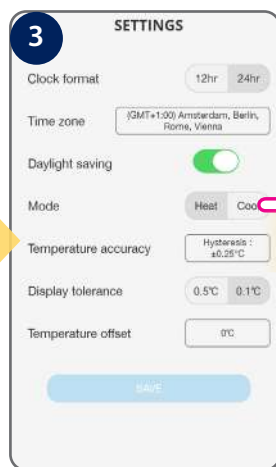 3
SETTINGS
Clock format 12hr 24hr
Time zone (GMT+1:00) Amsterdam, Berlin,
Rome, Vienna
Daylight saving
Mode Heat Coo
Temperature accuracy Hysteresis :
±0.25°C
Display tolerance 0.5°C 0.1°C
Temperature offset 0°C
SAVE